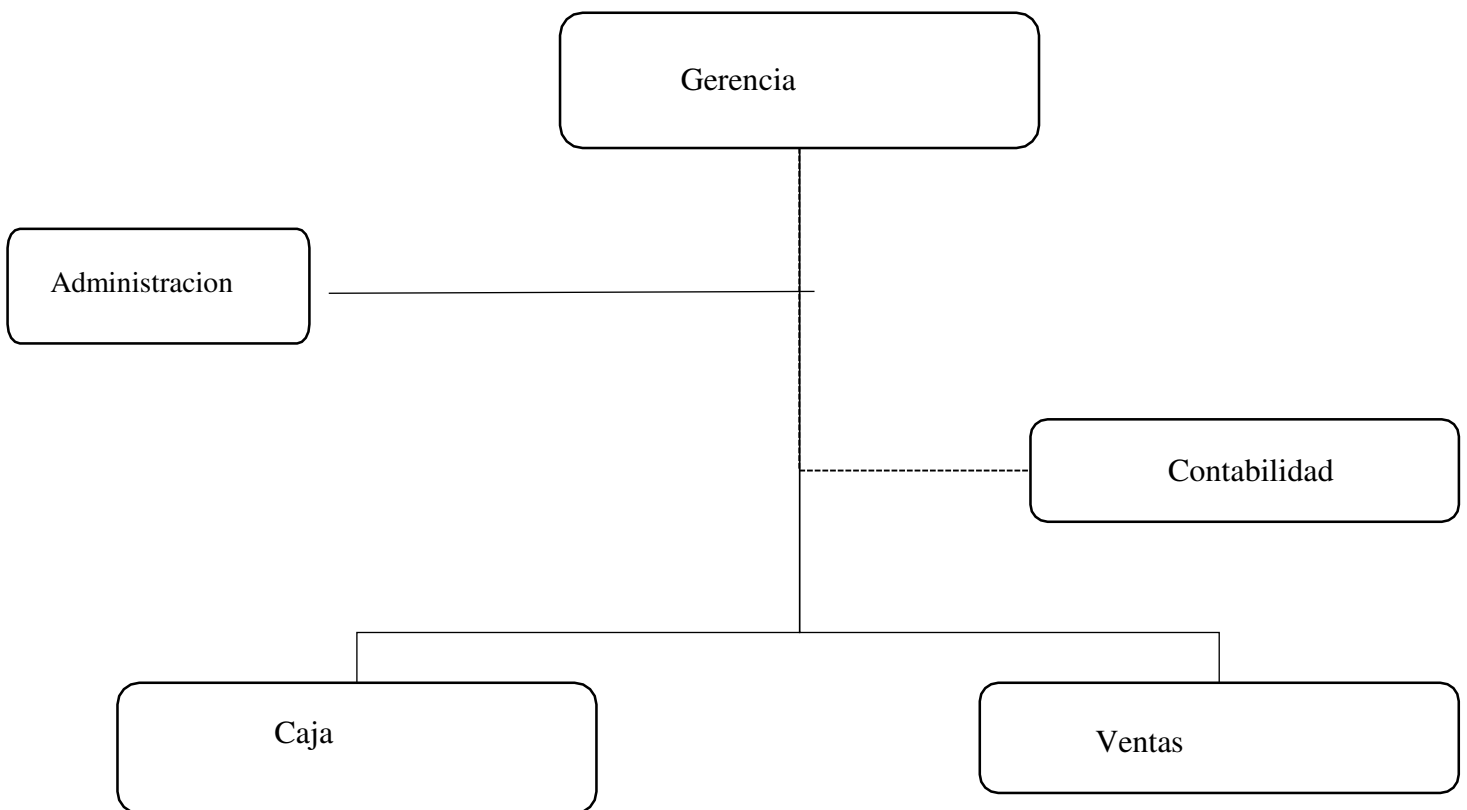 Gerencia
Administracion
Contabilidad
Caja
Ventas